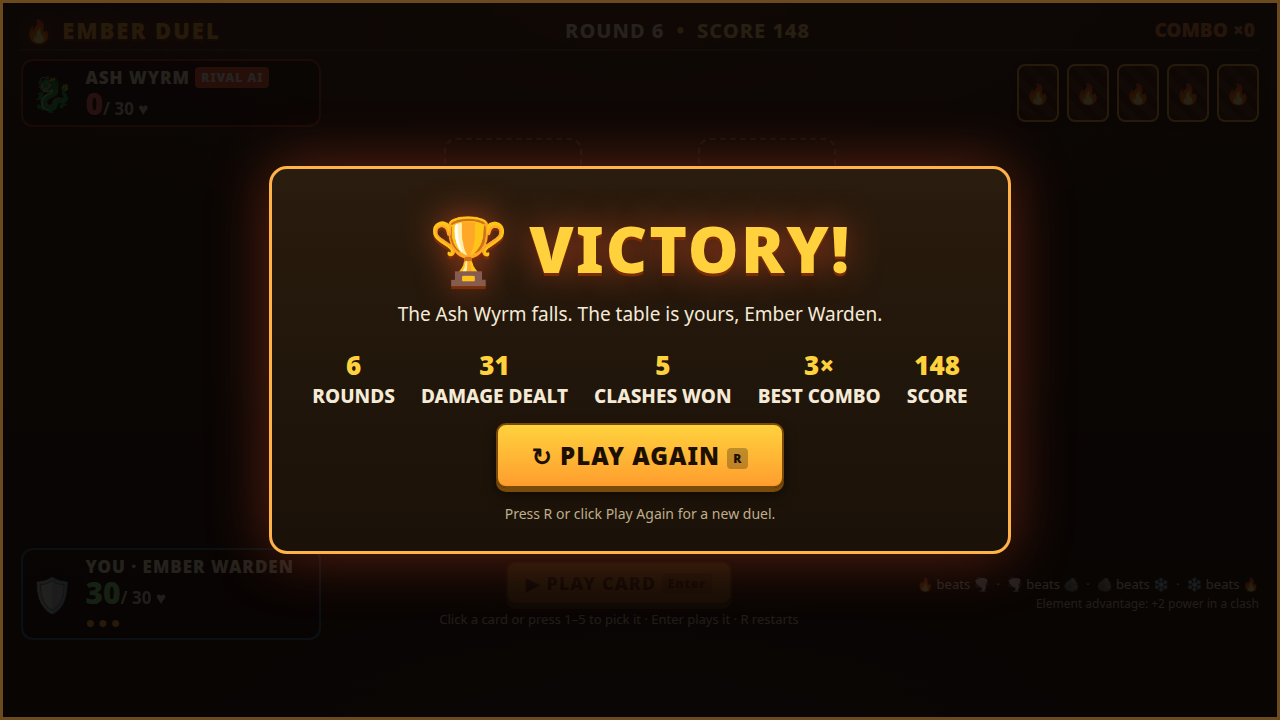 🔥 EMBER DUEL
ROUND 6 • SCORE 148
COMBO ×0
ASH WYRM RIVAL AI
0/ 30 ♥
🏆 VICTORY!
The Ash Wyrm falls. The table is yours, Ember Warden.
6 31 5 3× 148
ROUNDS DAMAGE DEALT CLASHES WON BEST COMBO SCORE
↻ PLAY AGAIN R
Press R or click Play Again for a new duel.
YOU · EMBER WARDEN
30/ 30 ♥
▶ PLAY CARD Enter
Click a card or press 1–5 to pick it · Enter plays it · R restarts
🔥 beats 🌪 · 🌪 beats 🪨 · 🪨 beats ❄ · ❄ beats 🔥
Element advantage: +2 power in a clash